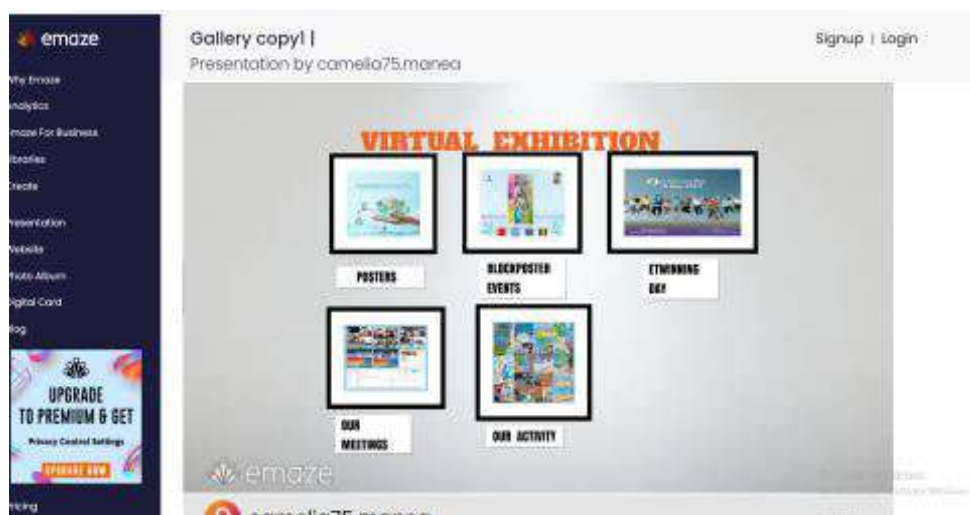 emaze
Gallery copy1 |
Signup | Login
Presentation by camelia75.manea
Why Emaze
Analytics
Emaze For Business
Libraries
Create
Presentation
Website
Photo Album
Digital Card
Blog
UPGRADE
TO PREMIUM & GET
Privacy Control Settings
UPGRADE NOW
Pricing
VIRTUAL EXHIBITION
POSTERS
BLOCKPOSTED
EVENTS
ETWINNING
DAY
OUR
MEETINGS
OUR ACTIVITY
emaze
camelia75.manea